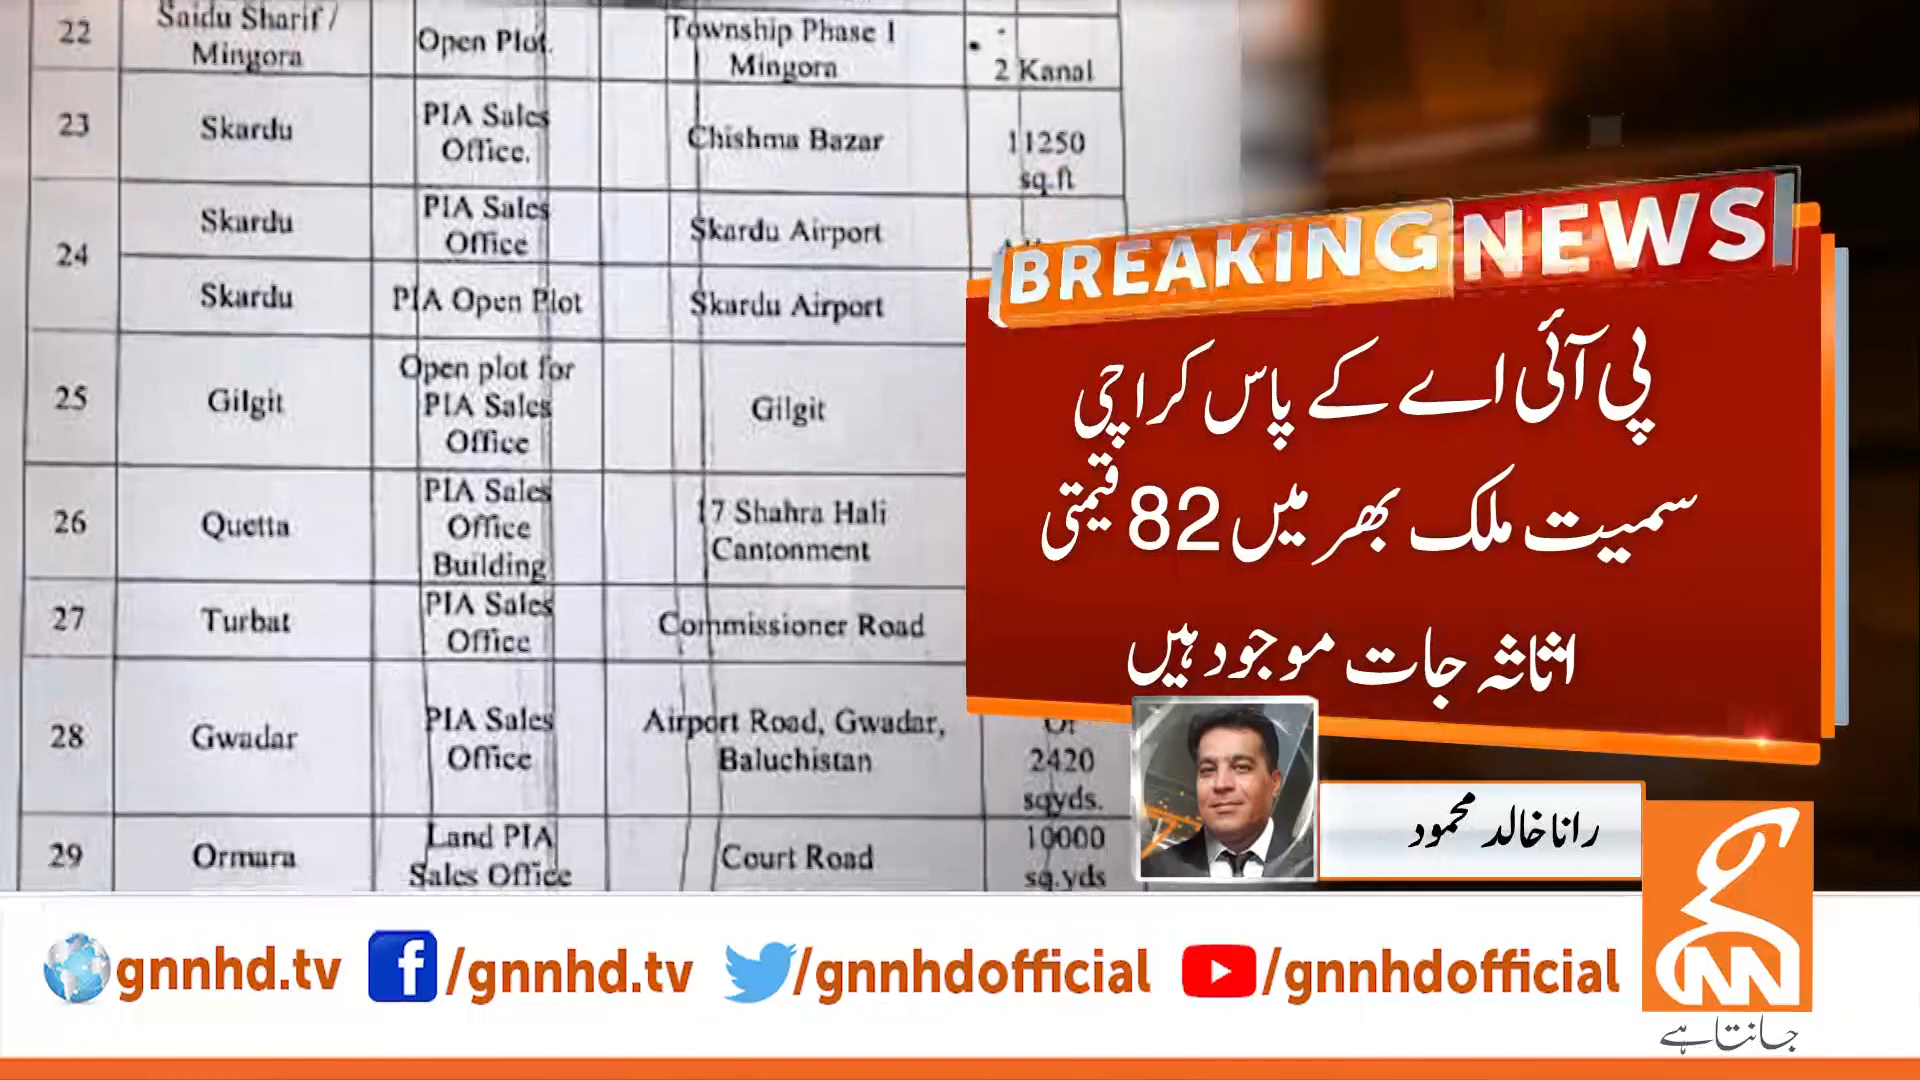 22
Saidu Sharif /
Mingora
Open Plot.
Township Phase I
Mingora
2 Kanal
23
Skardu
PIA Sales
Office.
Chishma Bazar
11250
sq.ft
24
Skardu
PIA Sales
Office
Skardu Airport
Skardu
PIA Open Plot
Skardu Airport
25
Gilgit
Open plot for
PIA Sales
Office
Gilgit
26
Quetta
PIA Sales
Office
Building
17 Shahra Hali
Cantonment
27
Turbat
PIA Sales
Office
Commissioner Road
28
Gwadar
PIA Sales
Office
Airport Road, Gwadar,
Baluchistan
2420
sqyds.
29
Ormara
Land PIA
Sales Office
Court Road
10000
sq.yds
BREAKING NEWS
پی آئی اے کے پاس کراچی
سمیت ملک بھر میں 82 قیمتی
اثاثہ جات موجود ہیں
رانا خالد محمود
GNN
جانتا ہے
gnnhd.tv
/gnnhd.tv
/gnnhdofficial
/gnnhdofficial